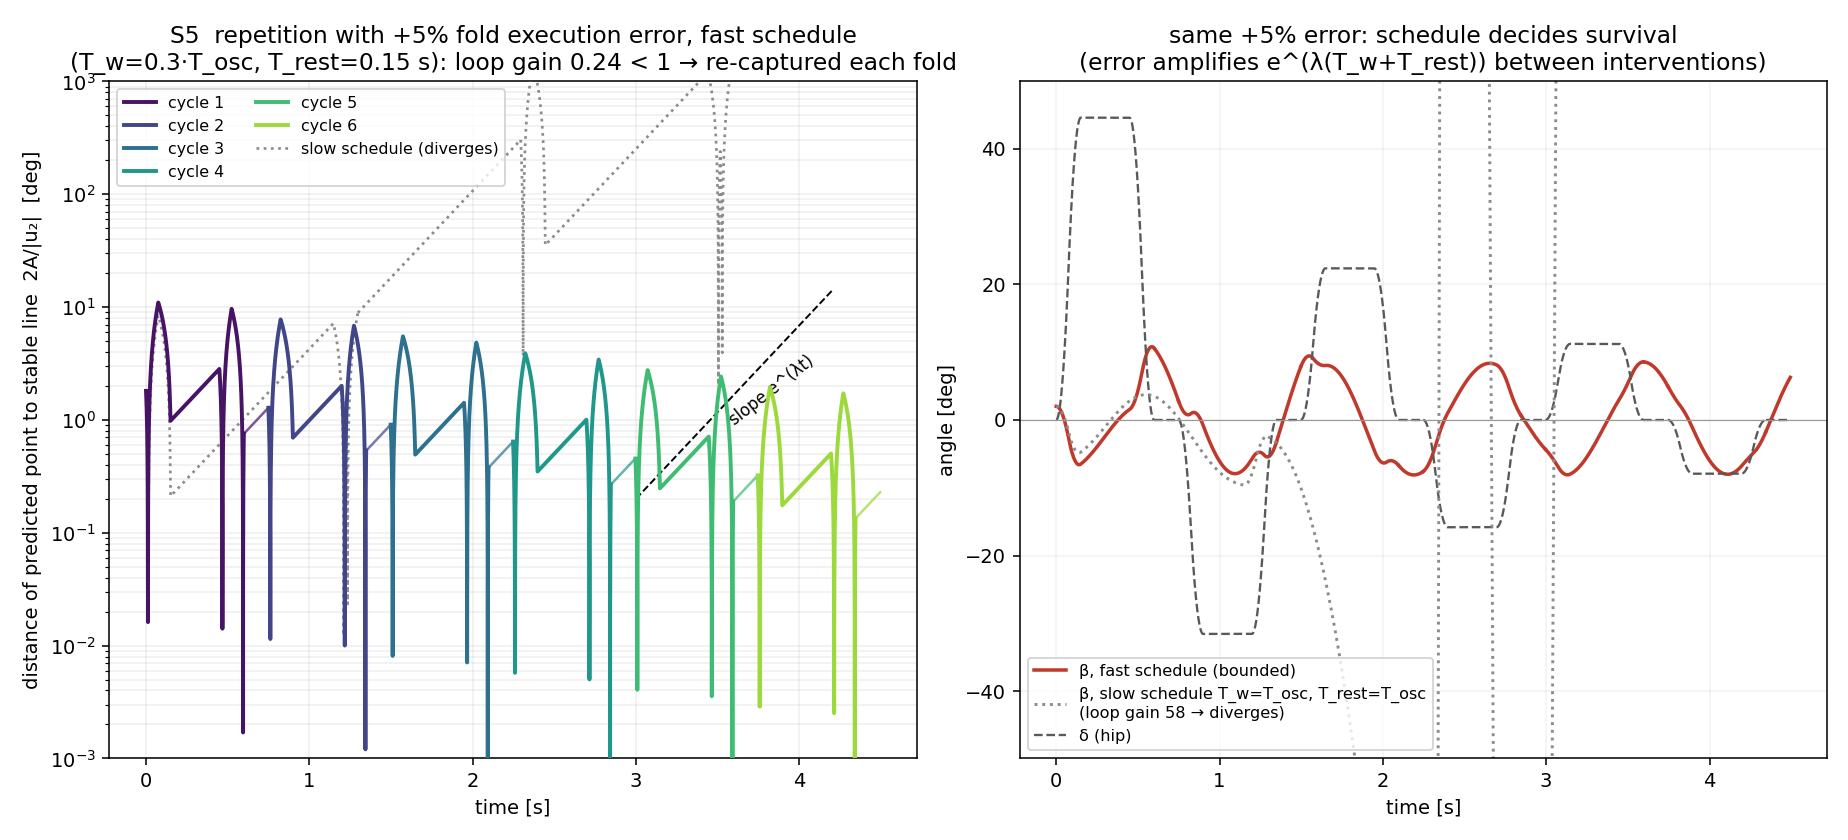 S5  repetition with +5% fold execution error, fast schedule
(T_w=0.3·T_osc, T_rest=0.15 s): loop gain 0.24 < 1 → re-captured each fold
distance of predicted point to stable line  2A/|u₂|  [deg]
10³
10²
10¹
10⁰
10⁻¹
10⁻²
10⁻³
cycle 1
cycle 2
cycle 3
cycle 4
cycle 5
cycle 6
slow schedule (diverges)
slope e^(λt)
0
1
2
3
4
time [s]
same +5% error: schedule decides survival
(error amplifies e^(λ(T_w+T_rest)) between interventions)
angle [deg]
40
20
0
−20
−40
β, fast schedule (bounded)
β, slow schedule T_w=T_osc, T_rest=T_osc
(loop gain 58 → diverges)
δ (hip)
0
1
2
3
4
time [s]